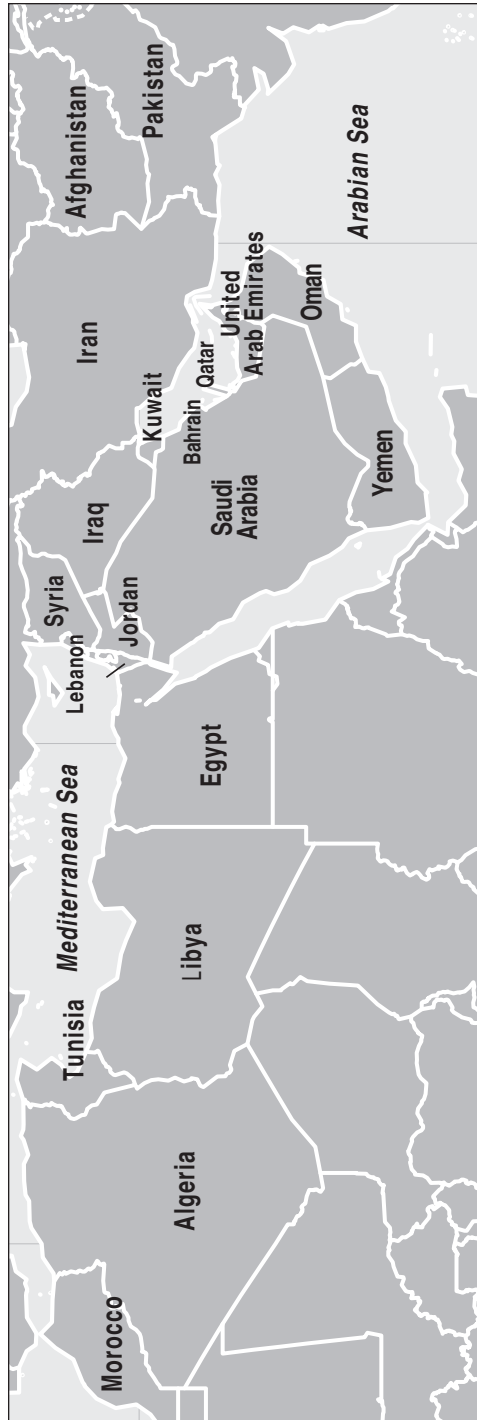 Morocco
Algeria
Tunisia
Libya
Mediterranean Sea
Egypt
Lebanon
Syria
Jordan
Iraq
Saudi
Arabia
Kuwait
Bahrain
Qatar
Iran
United
Arab Emirates
Yemen
Oman
Afghanistan
Pakistan
Arabian Sea